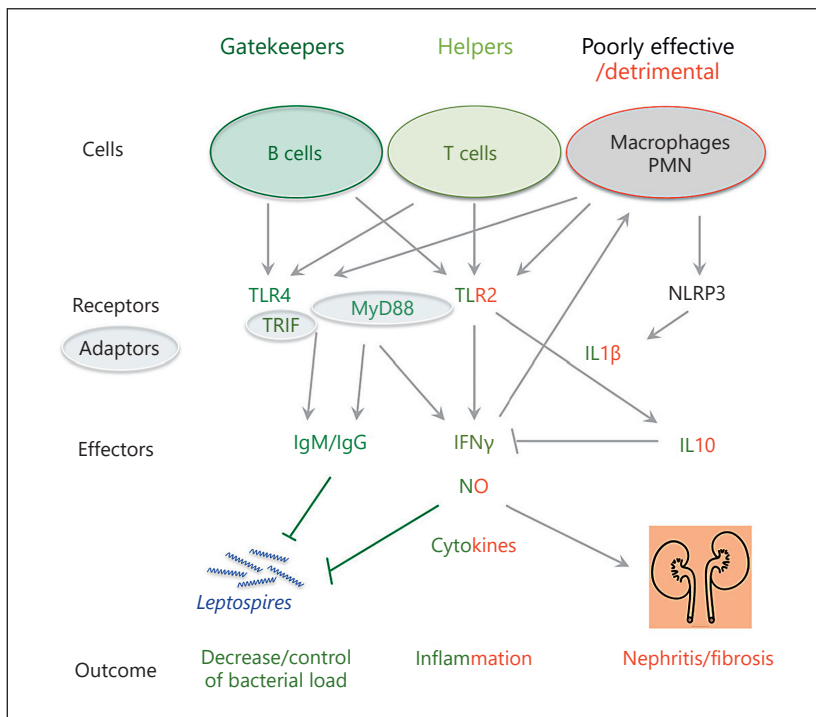 Gatekeepers
Helpers
Poorly effective
/detrimental
Cells
B cells
T cells
Macrophages
PMN
Receptors
TLR4
MyD88
TLR2
NLRP3
TRIF
Adaptors
IL1β
Effectors
IgM/IgG
IFNγ
IL10
NO
Cytokines
Leptospires
Outcome
Decrease/control
of bacterial load
Inflammation
Nephritis/fibrosis